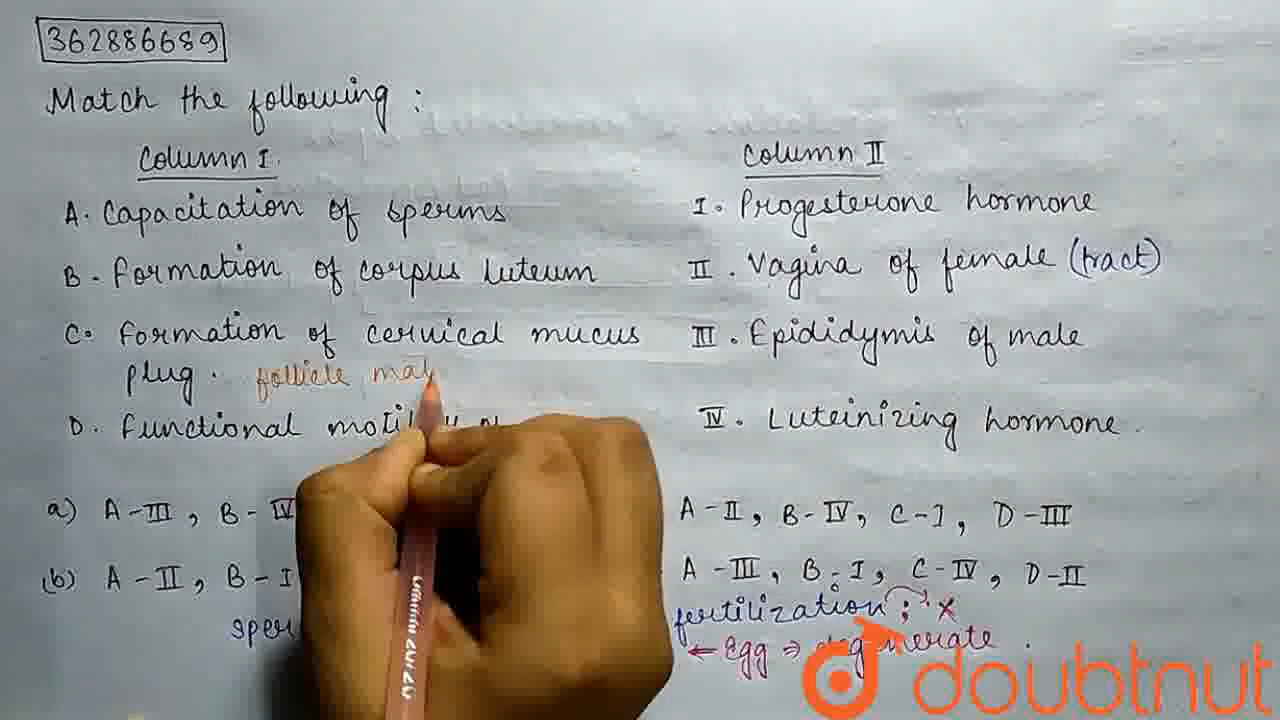 362886689
Match the following :
Column I.
Column II
A. Capacitation of sperms
I. Progesterone hormone
B. Formation of corpus luteum
II. Vagina of female (tract)
C. Formation of cervical mucus
III. Epididymis of male
plug. follicle mat
D. Functional
IV. Luteinizing hormone.
a) A-III, B-IV
A-II, B-IV, C-I, D-III
(b) A-II, B-I
A-III, B-I, C-IV, D-II
fertilization ; x
← Egg ⇒ degenerate.
doubtnut